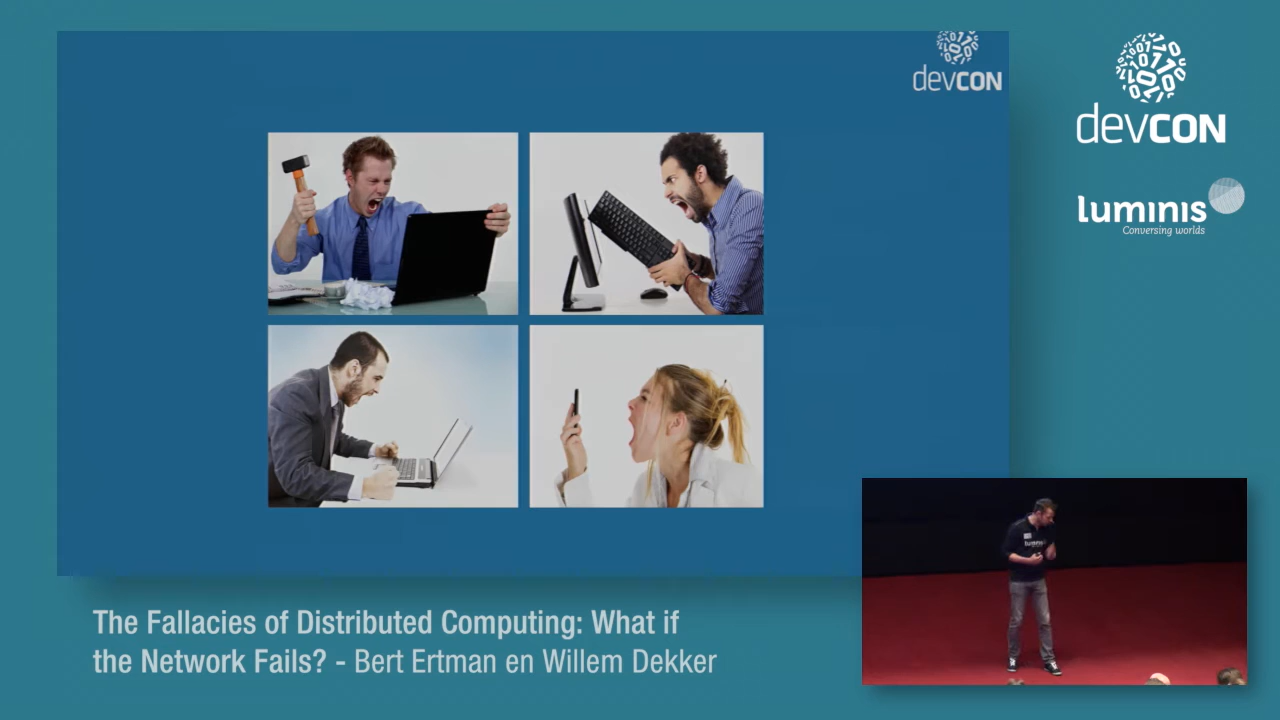 devCON
devCON
luminis
Conversing worlds
luminis
The Fallacies of Distributed Computing: What if
the Network Fails? - Bert Ertman en Willem Dekker